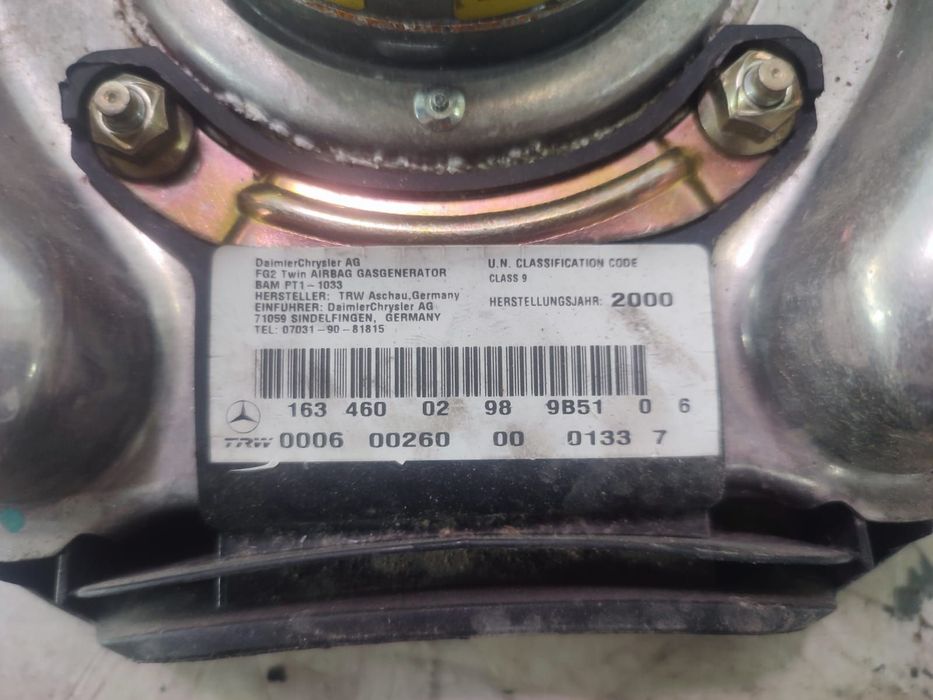 DaimlerChrysler AG
FG2 Twin AIRBAG GASGENERATOR
BAM PT1-1033
HERSTELLER: TRW Aschau,Germany
EINFUHRER: DaimlerChrysler AG
71059 SINDELFINGEN, GERMANY
TEL: 07031-90-81815
U.N. CLASSIFICATION CODE
CLASS 9
HERSTELLUNGSJAHR: 2000
163 460 02 98 9B51 0 6
TRW 0006 00260 00 0133 7